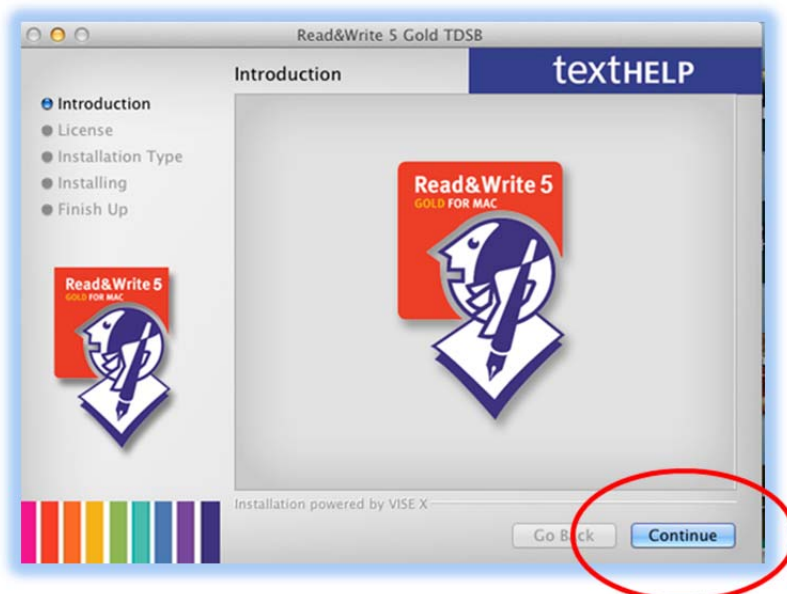 Read&Write 5 Gold TDSB
Introduction
textHELP
Introduction
License
Installation Type
Installing
Finish Up
Read&Write 5
GOLD FOR MAC
Read&Write 5
GOLD FOR MAC
Installation powered by VISE X
Go Back
Continue